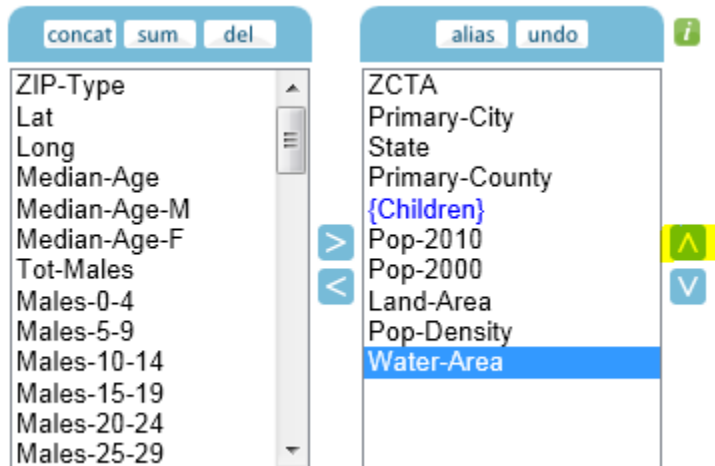 concat sum del
ZIP-Type
Lat
Long
Median-Age
Median-Age-M
Median-Age-F
Tot-Males
Males-0-4
Males-5-9
Males-10-14
Males-15-19
Males-20-24
Males-25-29
>
<
alias undo
i
ZCTA
Primary-City
State
Primary-County
{Children}
Pop-2010
Pop-2000
Land-Area
Pop-Density
Water-Area